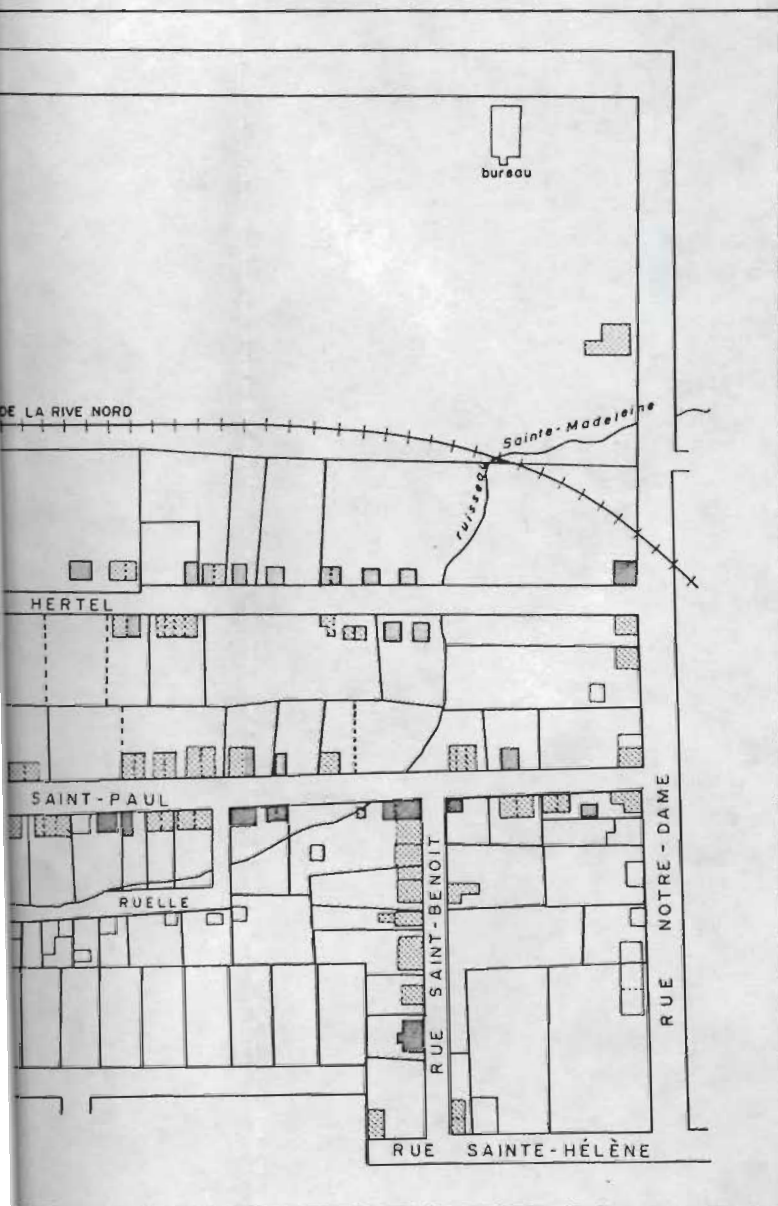 bureau
DE LA RIVE NORD
ruisseau Sainte-Madeleine
HERTEL
SAINT-PAUL
RUELLE
RUE SAINT-BENOIT
RUE NOTRE-DAME
RUE SAINTE-HÉLÈNE